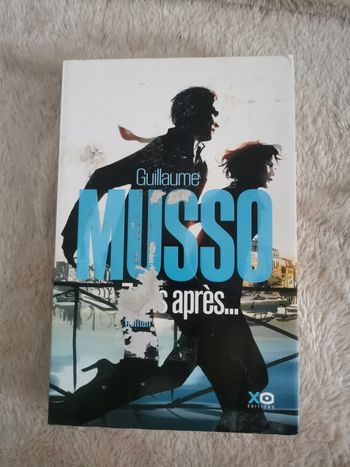 Guillaume
MUSSO
après...
roman
XO
EDITIONS